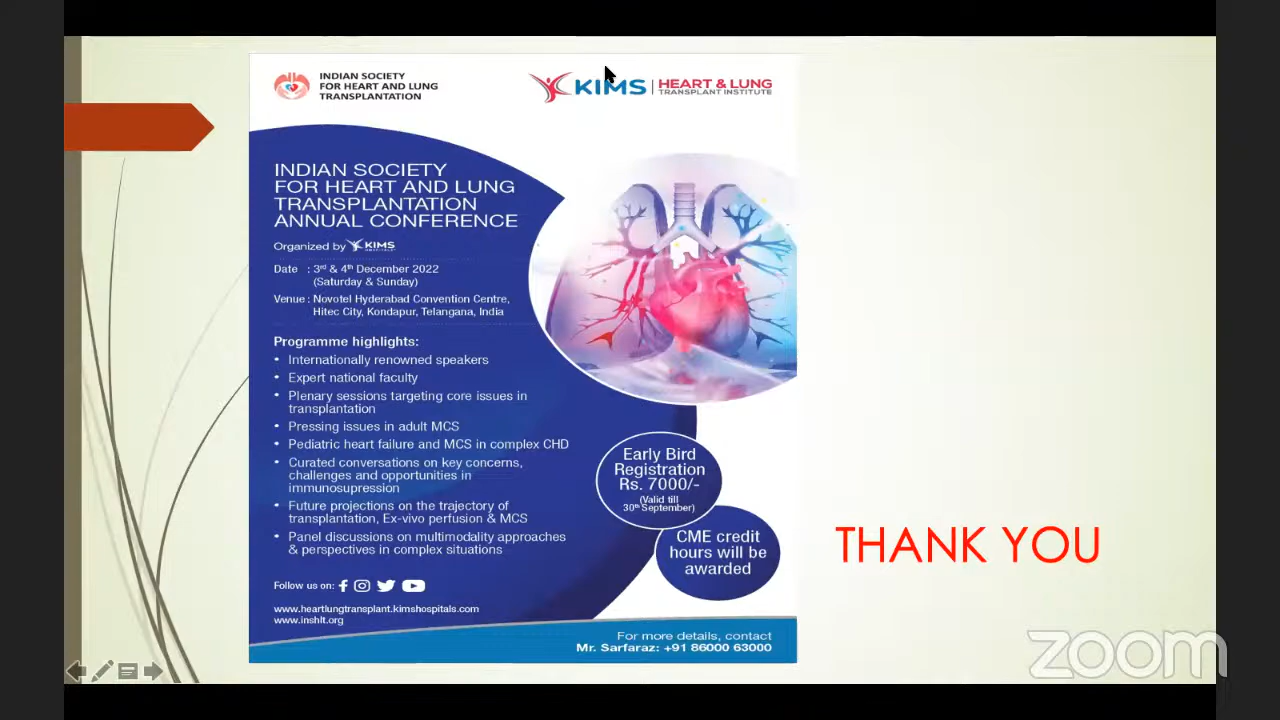 INDIAN SOCIETY
FOR HEART AND LUNG
TRANSPLANTATION
KIMS | HEART & LUNG
TRANSPLANT INSTITUTE
INDIAN SOCIETY
FOR HEART AND LUNG
TRANSPLANTATION
ANNUAL CONFERENCE
Organized by KIMS
Date : 3rd & 4th December 2022
(Saturday & Sunday)
Venue : Novotel Hyderabad Convention Centre,
Hitec City, Kondapur, Telangana, India
Programme highlights:
• Internationally renowned speakers
• Expert national faculty
• Plenary sessions targeting core issues in
transplantation
• Pressing issues in adult MCS
• Pediatric heart failure and MCS in complex CHD
• Curated conversations on key concerns,
challenges and opportunities in
immunosupression
• Future projections on the trajectory of
transplantation, Ex-vivo perfusion & MCS
• Panel discussions on multimodality approaches
& perspectives in complex situations
Early Bird
Registration
Rs. 7000/-
(Valid till
30th September)
CME credit
hours will be
awarded
Follow us on:
www.heartlungtransplant.kimshospitals.com
www.inshlt.org
For more details, contact
Mr. Sarfaraz: +91 86000 63000
THANK YOU
zoom